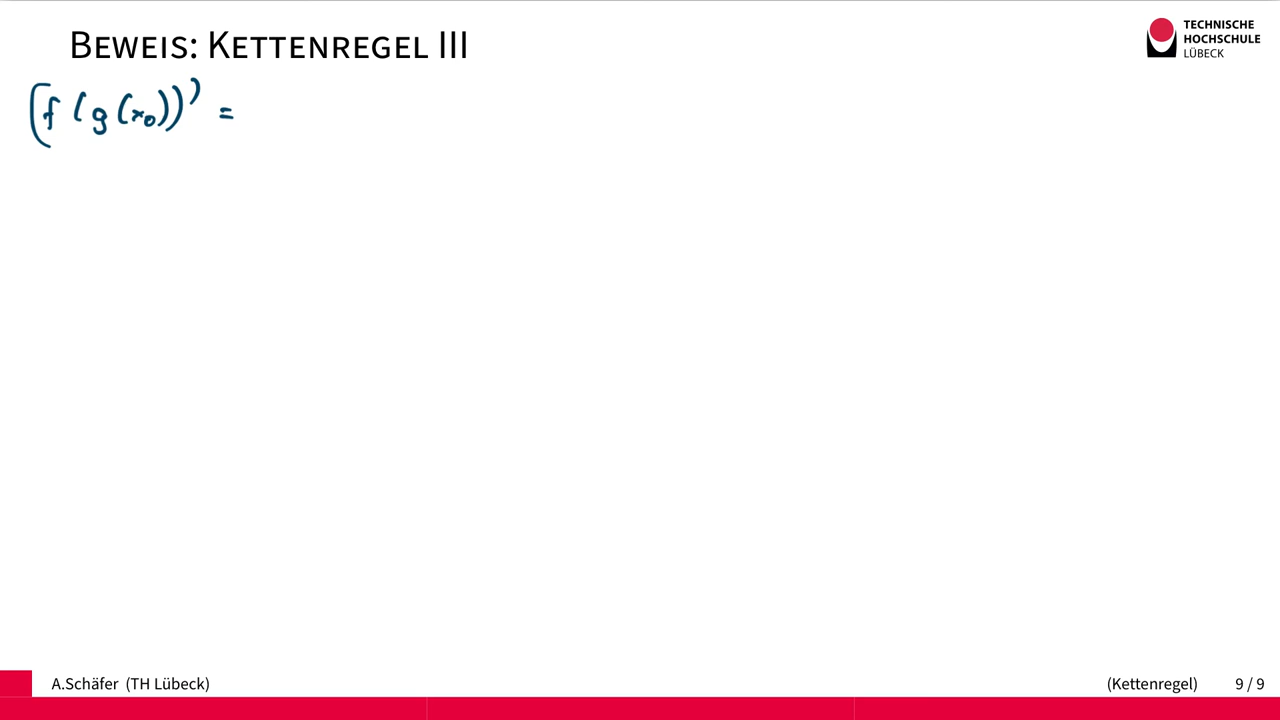 BEWEIS: KETTENREGEL III
TECHNISCHE
HOCHSCHULE
LÜBECK
(f(g(x₀))' =
A.Schäfer (TH Lübeck)
(Kettenregel)
9 / 9